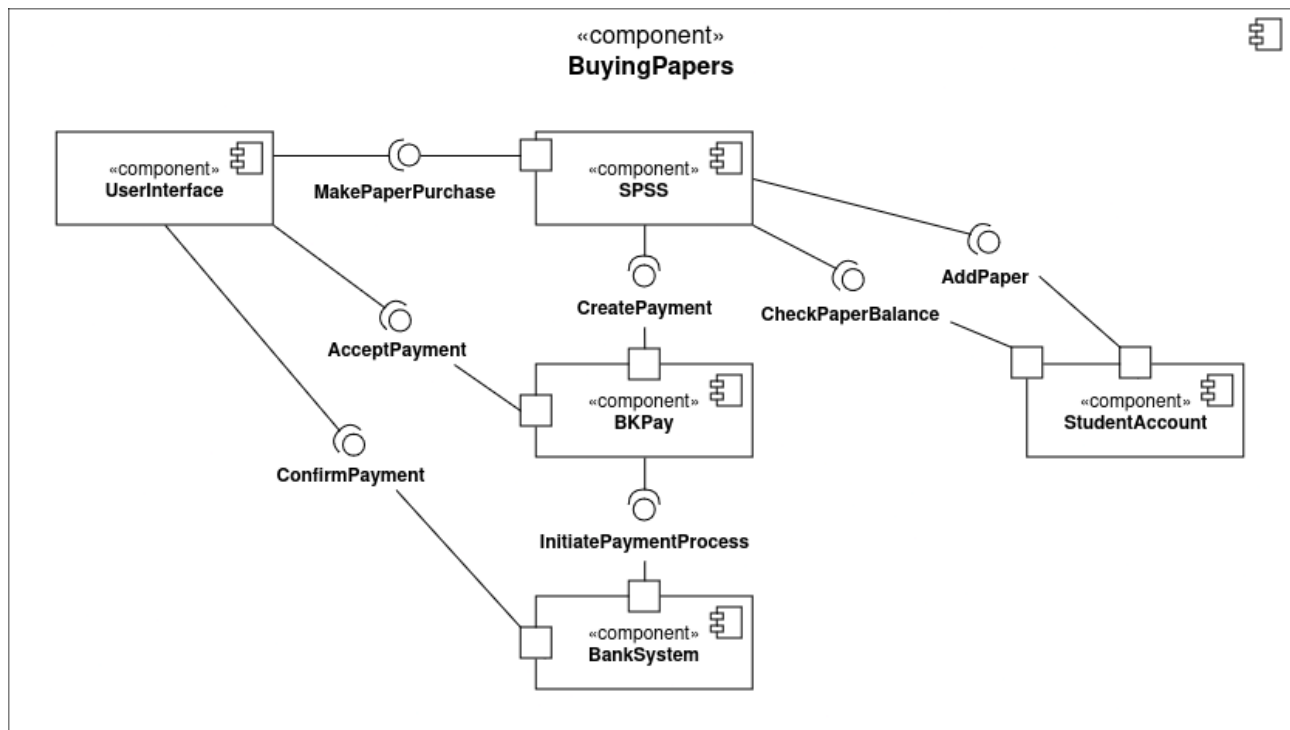 «component»
BuyingPapers
«component»
UserInterface
MakePaperPurchase
«component»
SPSS
AddPaper
CreatePayment
CheckPaperBalance
AcceptPayment
«component»
BKPay
«component»
StudentAccount
ConfirmPayment
InitiatePaymentProcess
«component»
BankSystem